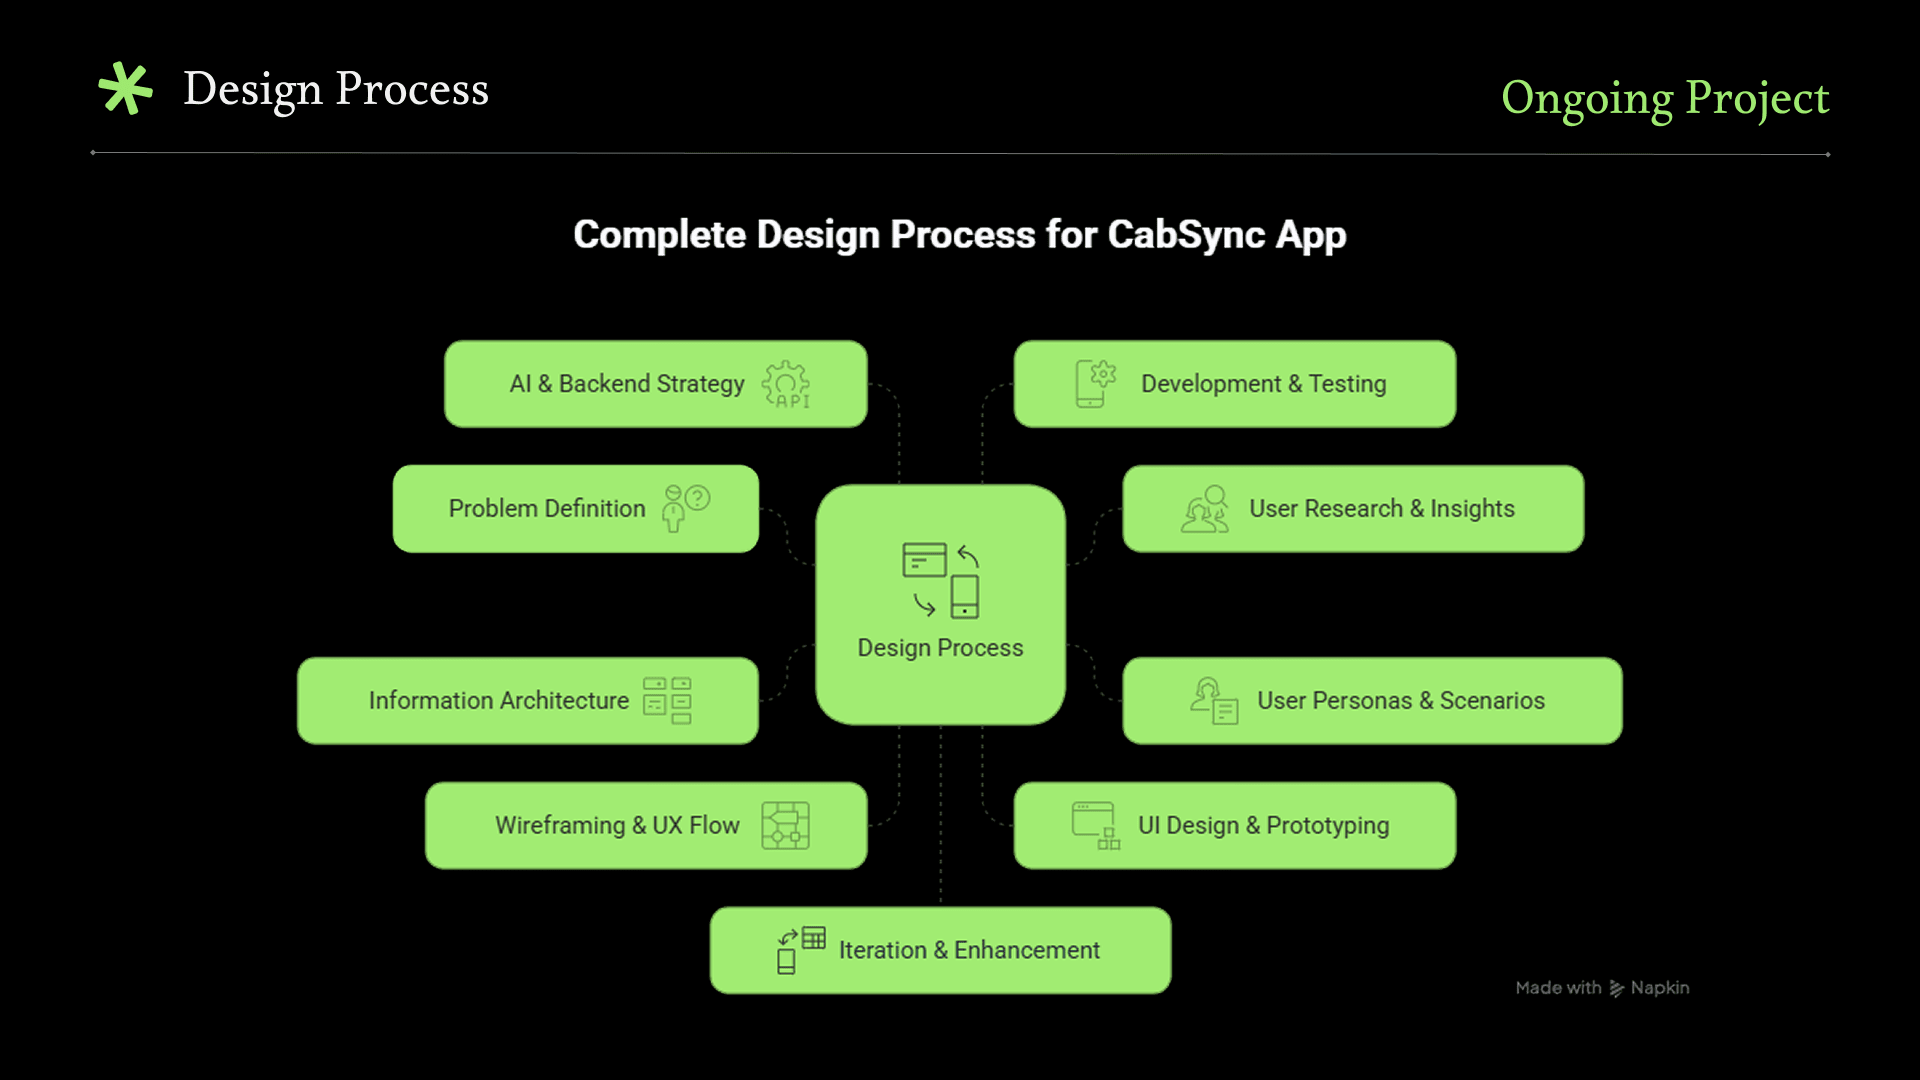 Design Process
Ongoing Project
Complete Design Process for CabSync App
AI & Backend Strategy
API
Development & Testing
Problem Definition
?
User Research & Insights
Design Process
Information Architecture
User Personas & Scenarios
Wireframing & UX Flow
UI Design & Prototyping
Iteration & Enhancement
Made with Napkin